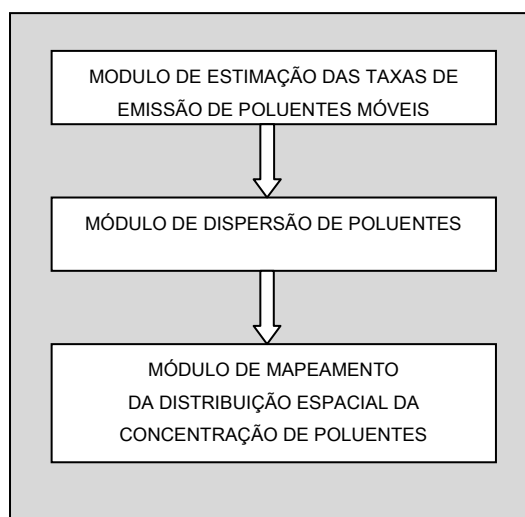 MODULO DE ESTIMAÇÃO DAS TAXAS DE
EMISSÃO DE POLUENTES MÓVEIS
MÓDULO DE DISPERSÃO DE POLUENTES
MÓDULO DE MAPEAMENTO
DA DISTRIBUIÇÃO ESPACIAL DA
CONCENTRAÇÃO DE POLUENTES